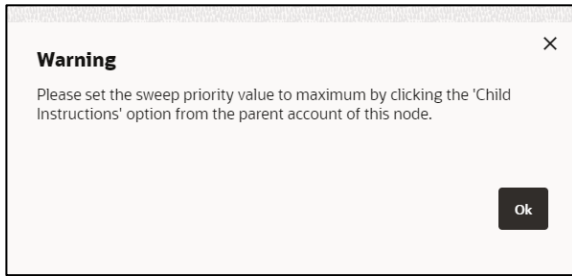 Warning
Please set the sweep priority value to maximum by clicking the 'Child
Instructions' option from the parent account of this node.
Ok